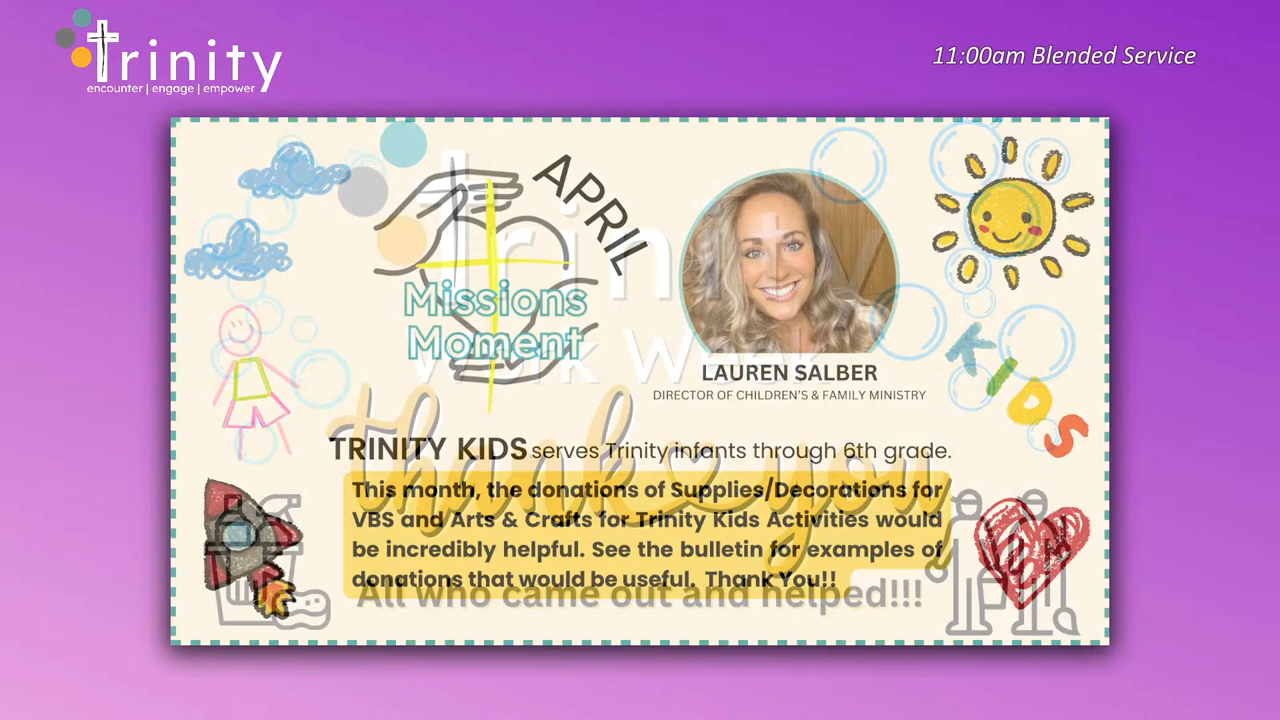 trinity
encounter | engage | empower
11:00am Blended Service
APRIL
Missions
Moment
Trinity
Work Week
LAUREN SALBER
DIRECTOR OF CHILDREN'S & FAMILY MINISTRY
KIDS
thank you
TRINITY KIDS serves Trinity infants through 6th grade.
This month, the donations of Supplies/Decorations for
VBS and Arts & Crafts for Trinity Kids Activities would
be incredibly helpful. See the bulletin for examples of
donations that would be useful. Thank You!!
All who came out and helped!!!